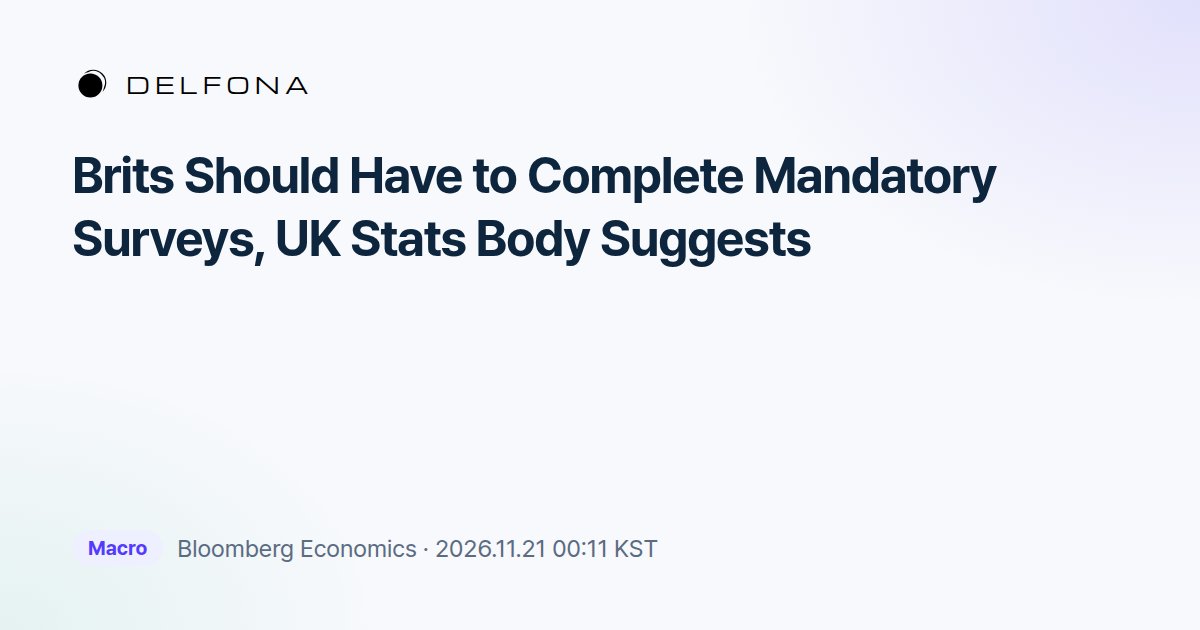 DELFONA
Brits Should Have to Complete Mandatory
Surveys, UK Stats Body Suggests
Macro Bloomberg Economics · 2026.11.21 00:11 KST